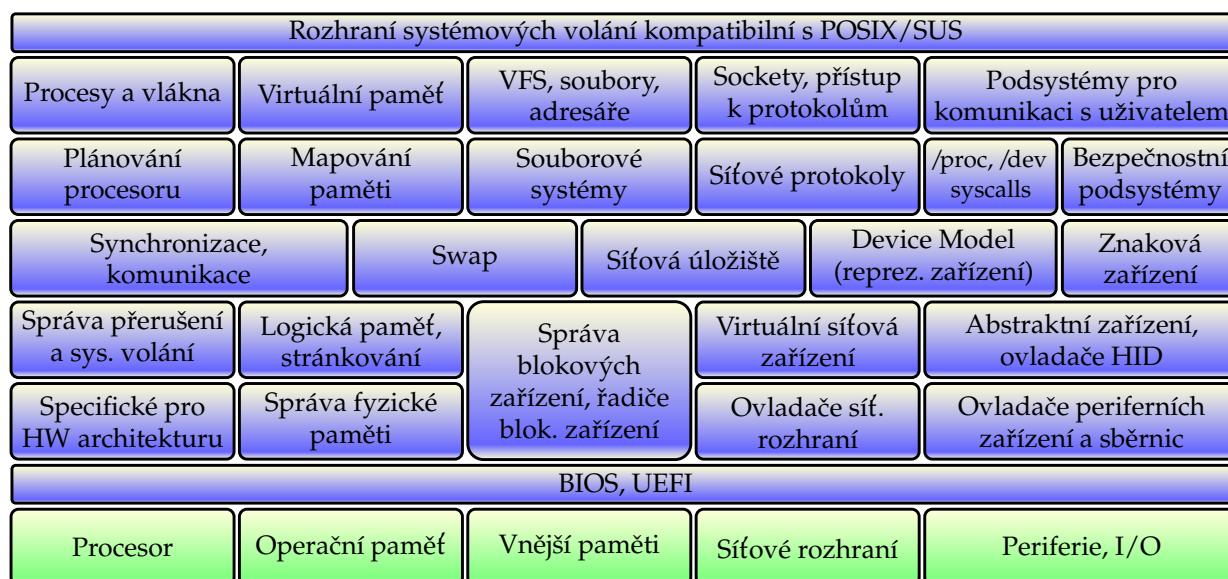 Rozhraní systémových volání kompatibilní s POSIX/SUS
Procesy a vlákna
Virtuální paměť
VFS, soubory,
adresáře
Sockety, přístup
k protokolům
Podsystémy pro
komunikaci s uživatelem
Plánování
procesoru
Mapování
paměti
Souborové
systémy
Síťové protokoly
/proc, /dev
syscalls
Bezpečnostní
podsystémy
Synchronizace,
komunikace
Swap
Síťová úložiště
Device Model
(reprez. zařízení)
Znaková
zařízení
Správa přerušení
a sys. volání
Logická paměť,
stránkování
Správa
blokových
zařízení, řadiče
blok. zařízení
Virtuální síťová
zařízení
Abstraktní zařízení,
ovladače HID
Specifické pro
HW architekturu
Správa fyzické
paměti
Ovladače síť.
rozhraní
Ovladače periferních
zařízení a sběrnic
BIOS, UEFI
Procesor
Operační paměť
Vnější paměti
Síťové rozhraní
Periferie, I/O